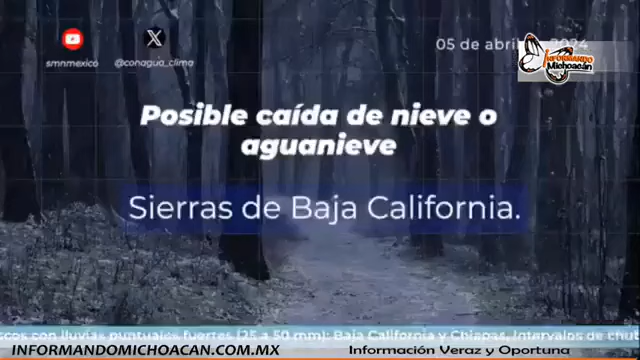 smnmexico
@conagua_clima
05 de abril 2024
INFORMANDO
Michoacán
Posible caída de nieve o
aguanieve
Sierras de Baja California.
con lluvias puntuales fuertes (25 a 50 mm): Baja California y Chiapas, intervalos de
INFORMANDOMICHOACAN.COM.MX
Información Veraz y Oportuna